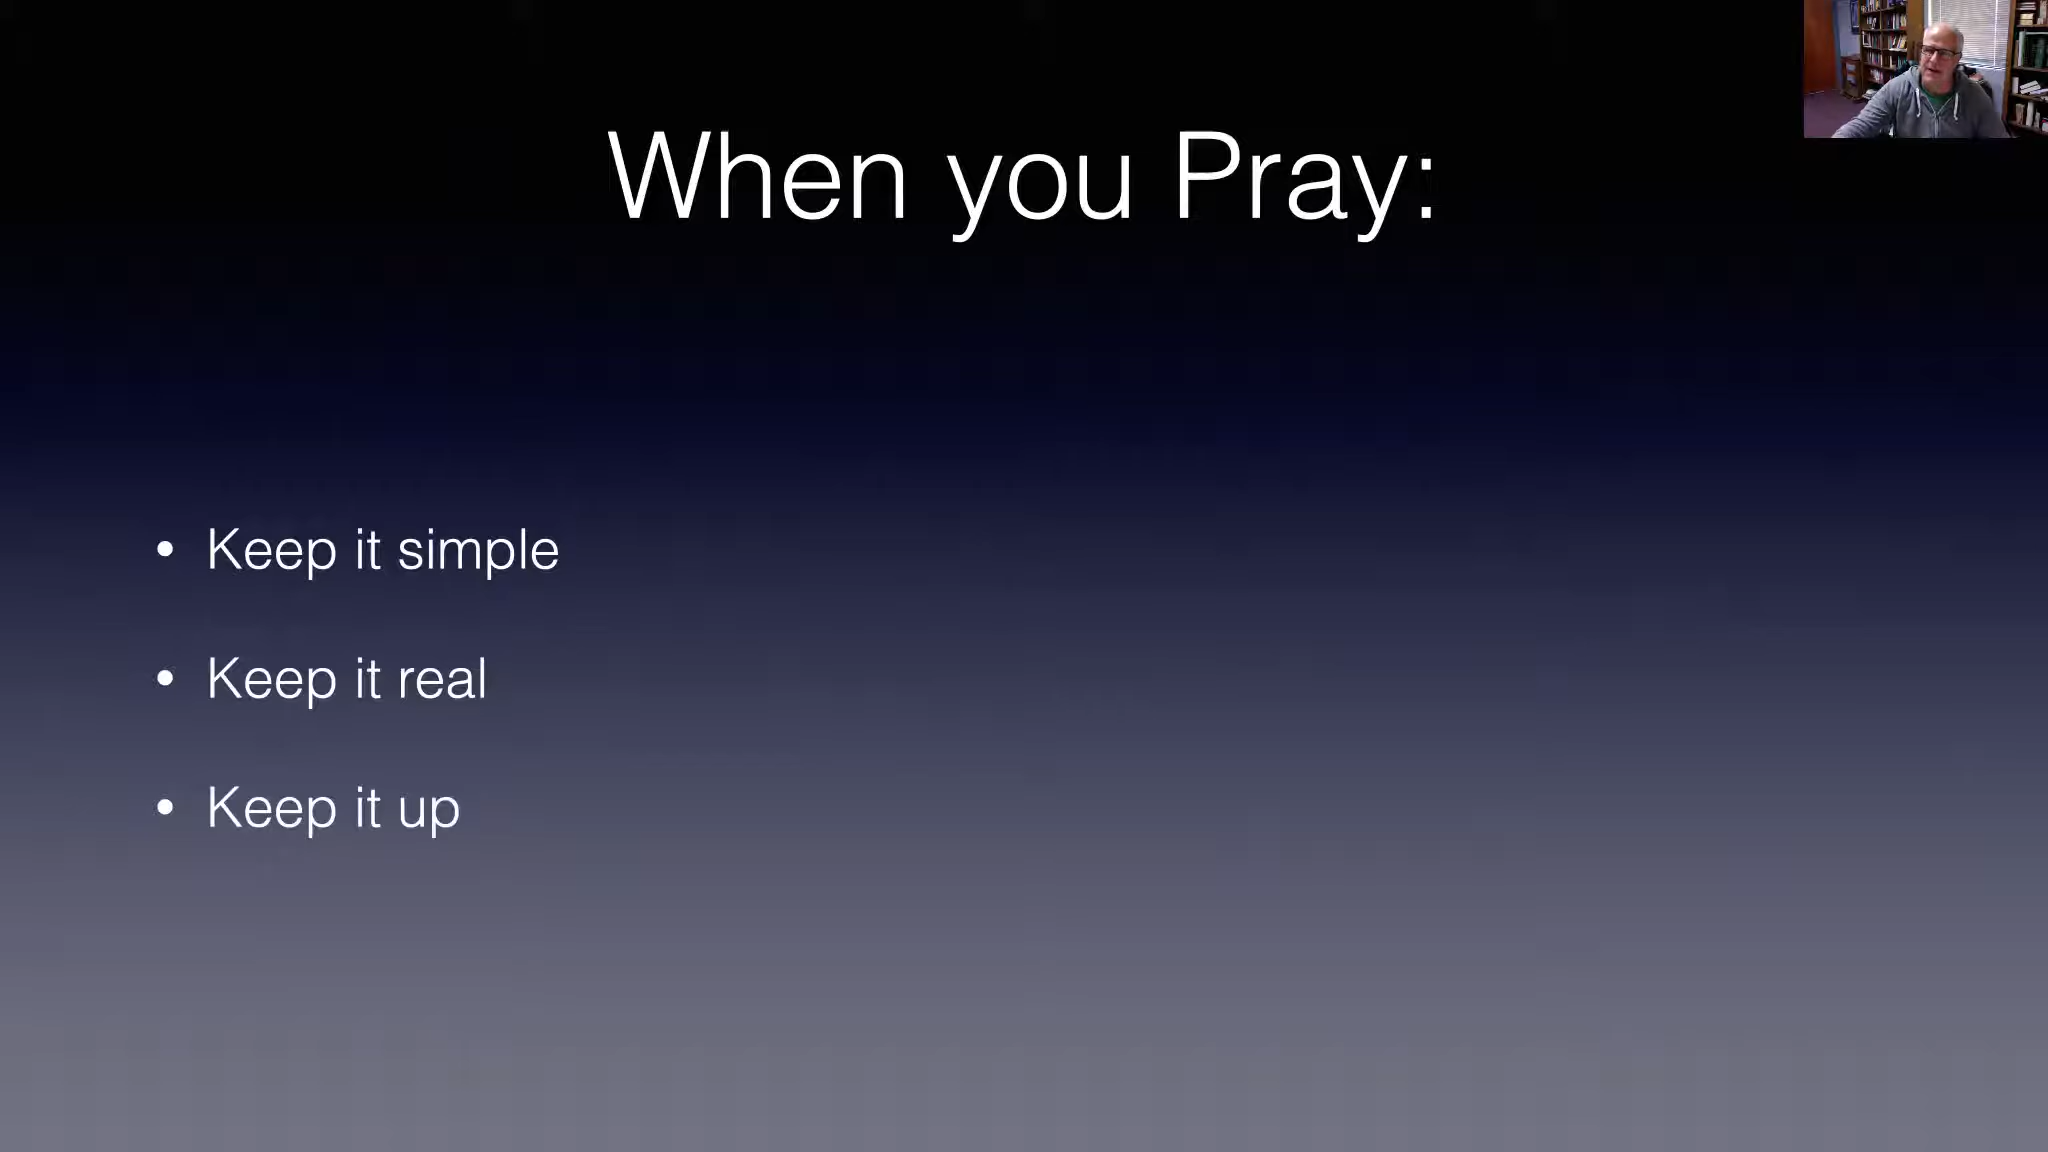 When you Pray:
• Keep it simple
• Keep it real
• Keep it up